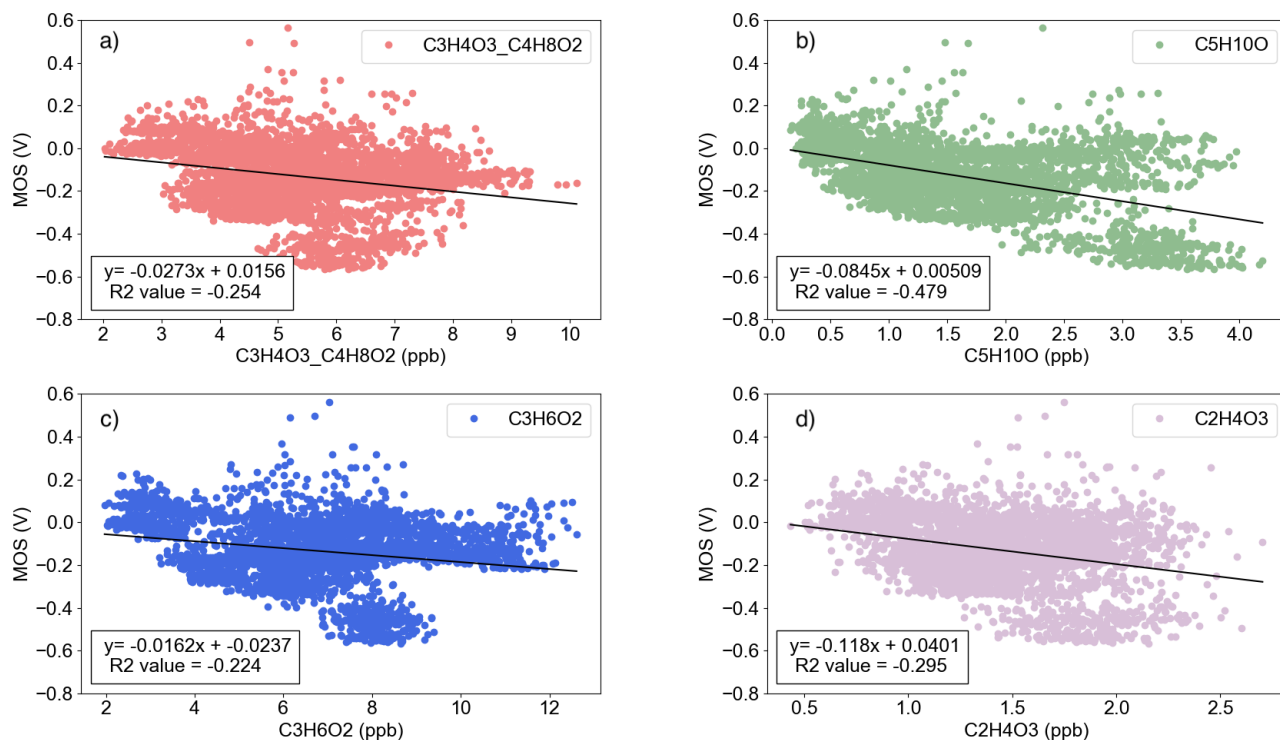 a)
C3H4O3_C4H8O2
MOS (V)
0.6
0.4
0.2
0.0
−0.2
−0.4
−0.6
−0.8
y= -0.0273x + 0.0156
R2 value = -0.254
2 3 4 5 6 7 8 9 10
C3H4O3_C4H8O2 (ppb)
b)
C5H10O
MOS (V)
0.6
0.4
0.2
0.0
−0.2
−0.4
−0.6
−0.8
y= -0.0845x + 0.00509
R2 value = -0.479
0.0 0.5 1.0 1.5 2.0 2.5 3.0 3.5 4.0
C5H10O (ppb)
c)
C3H6O2
MOS (V)
0.6
0.4
0.2
0.0
−0.2
−0.4
−0.6
−0.8
y= -0.0162x + -0.0237
R2 value = -0.224
2 4 6 8 10 12
C3H6O2 (ppb)
d)
C2H4O3
MOS (V)
0.6
0.4
0.2
0.0
−0.2
−0.4
−0.6
−0.8
y= -0.118x + 0.0401
R2 value = -0.295
0.5 1.0 1.5 2.0 2.5
C2H4O3 (ppb)